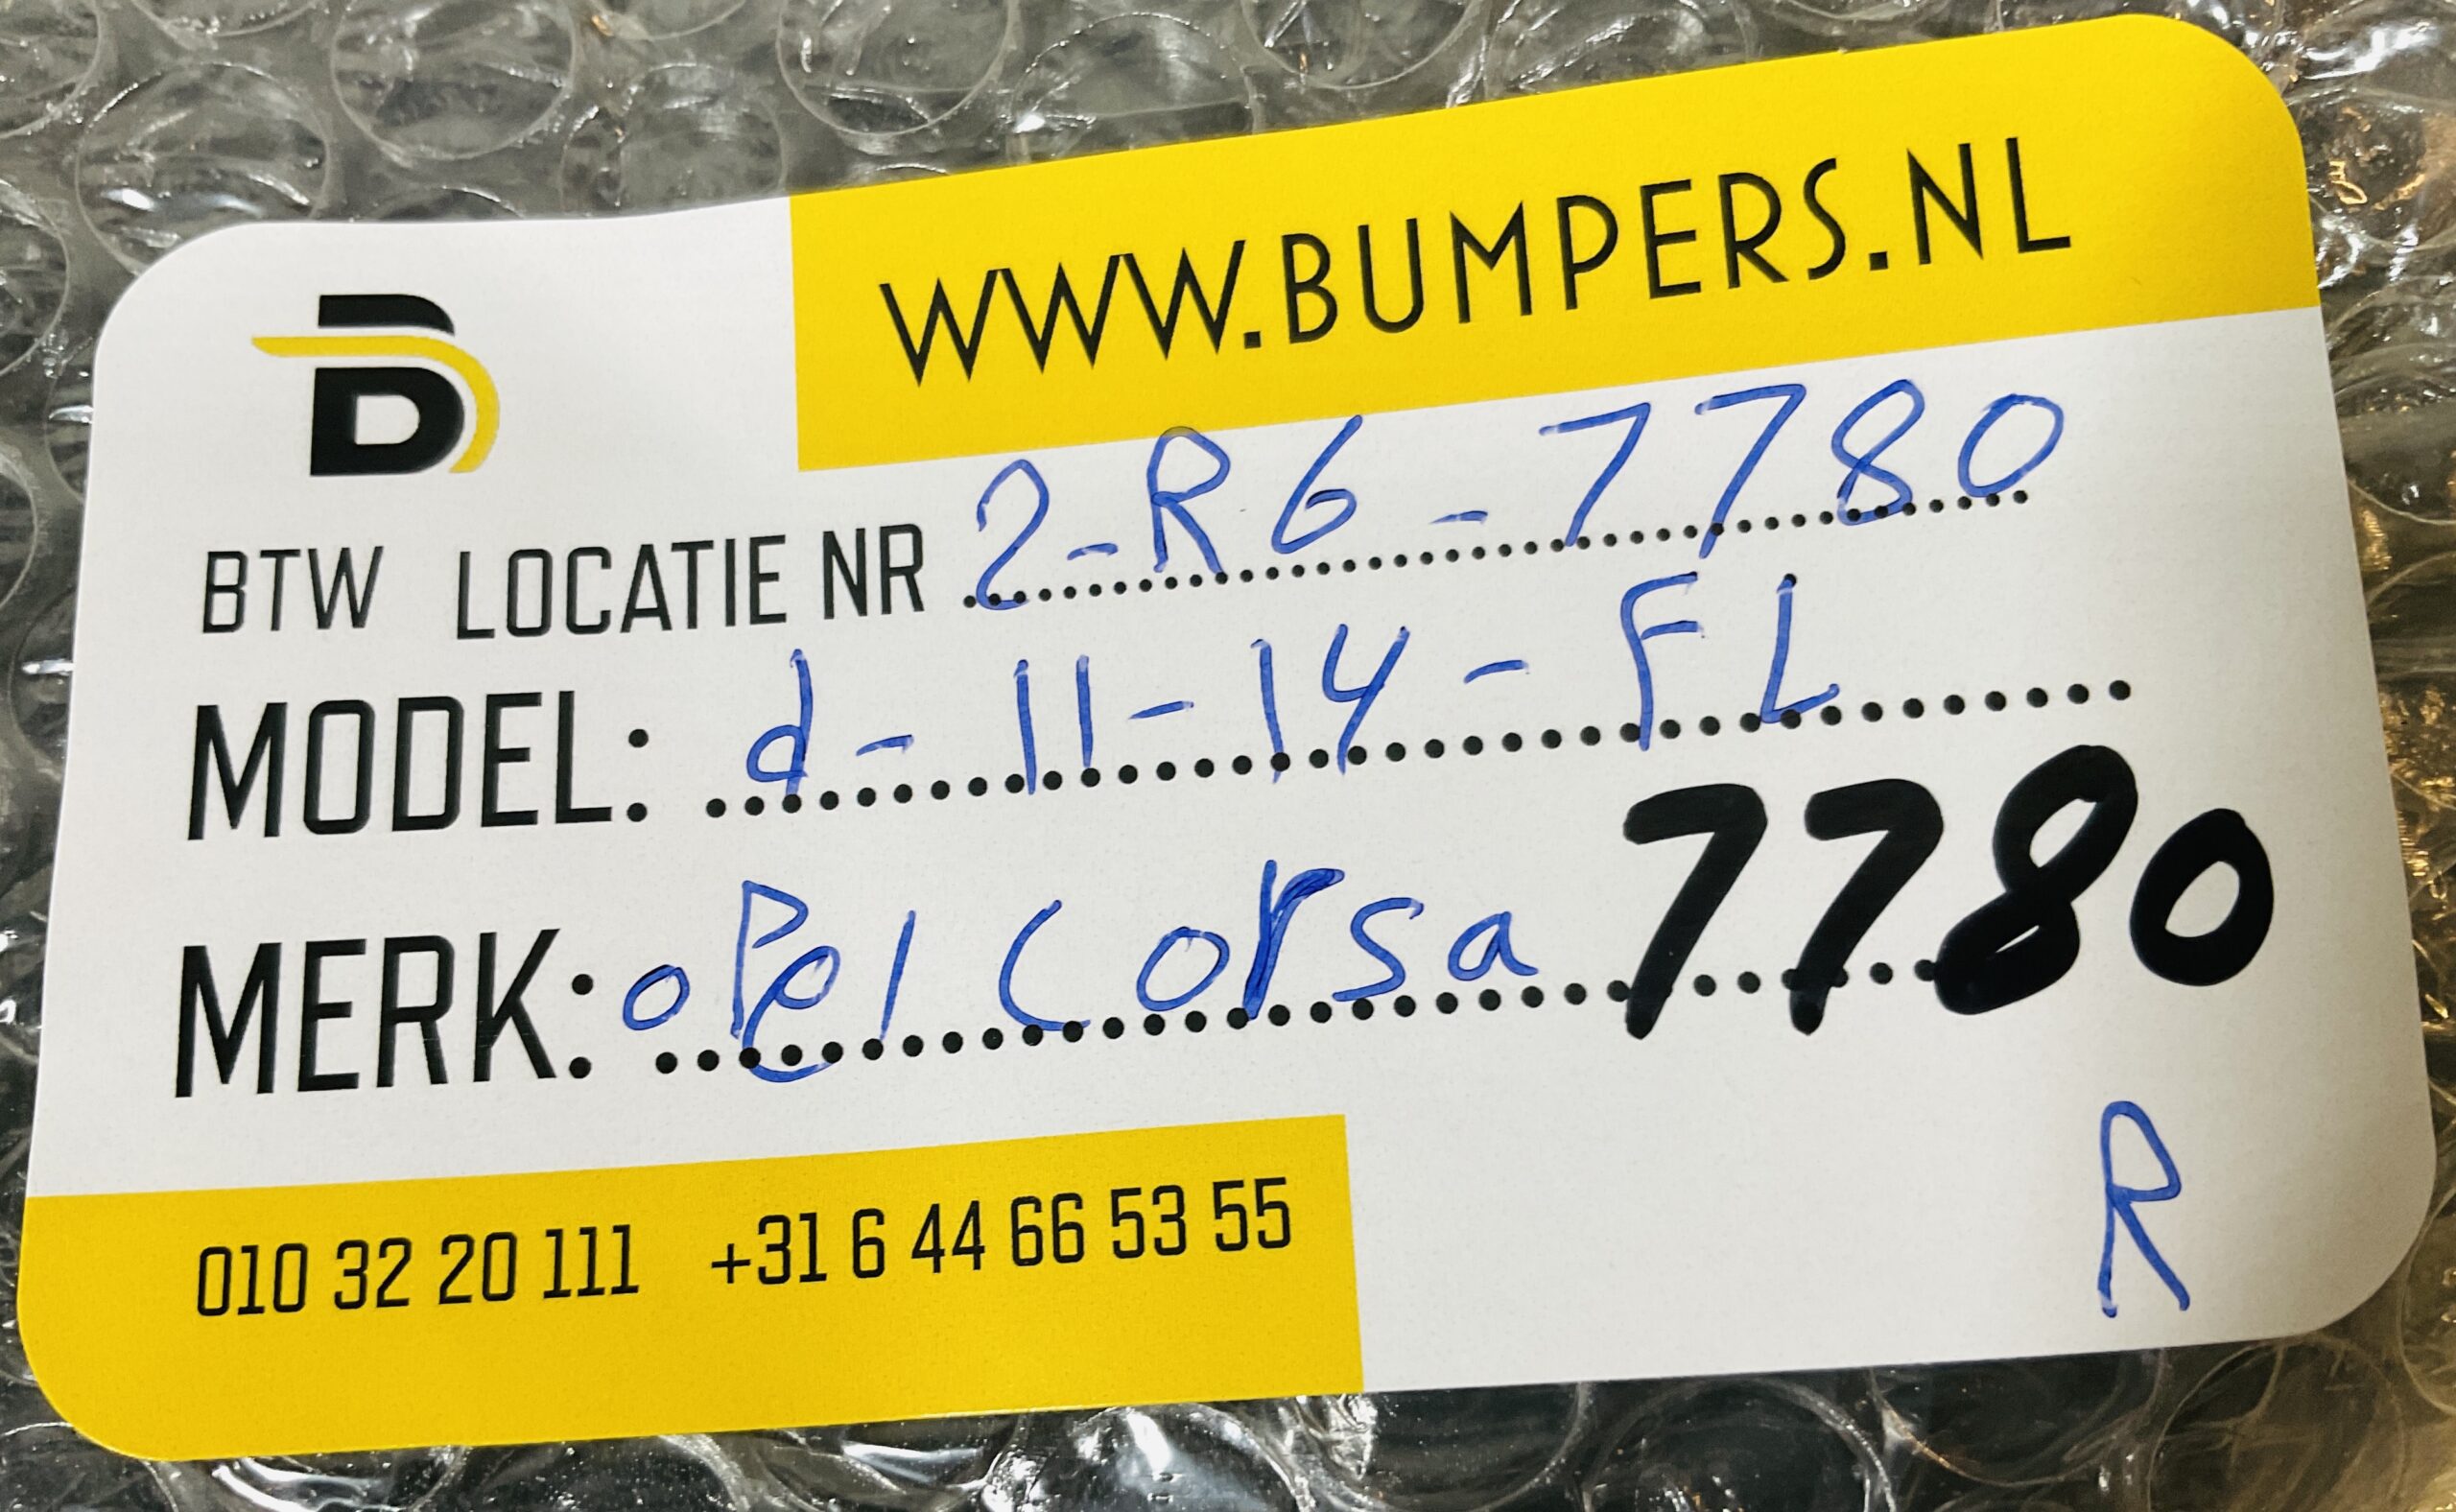 B
WWW.BUMPERS.NL
BTW LOCATIE NR 2-R6-7780
MODEL: d-11-14-FL
MERK: oPel Corsa 7780
R
010 32 20 111 +31 6 44 66 53 55